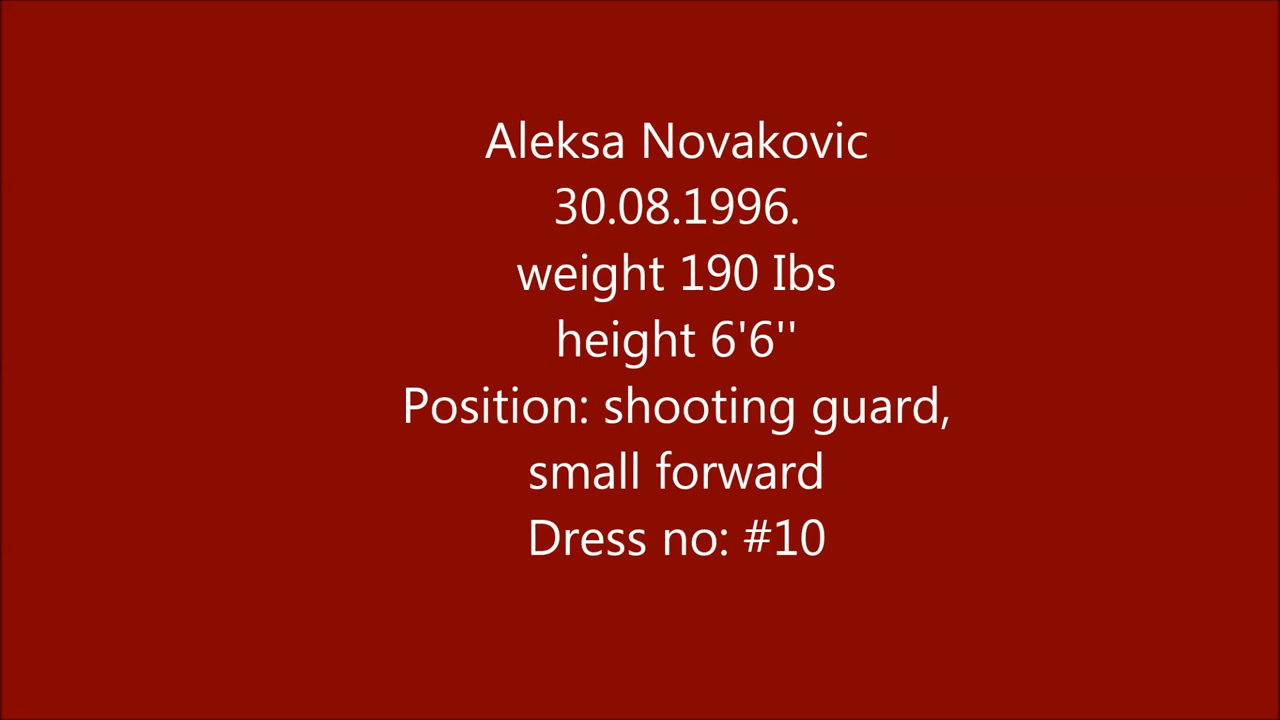 Aleksa Novakovic
30.08.1996.
weight 190 Ibs
height 6'6''
Position: shooting guard,
small forward
Dress no: #10